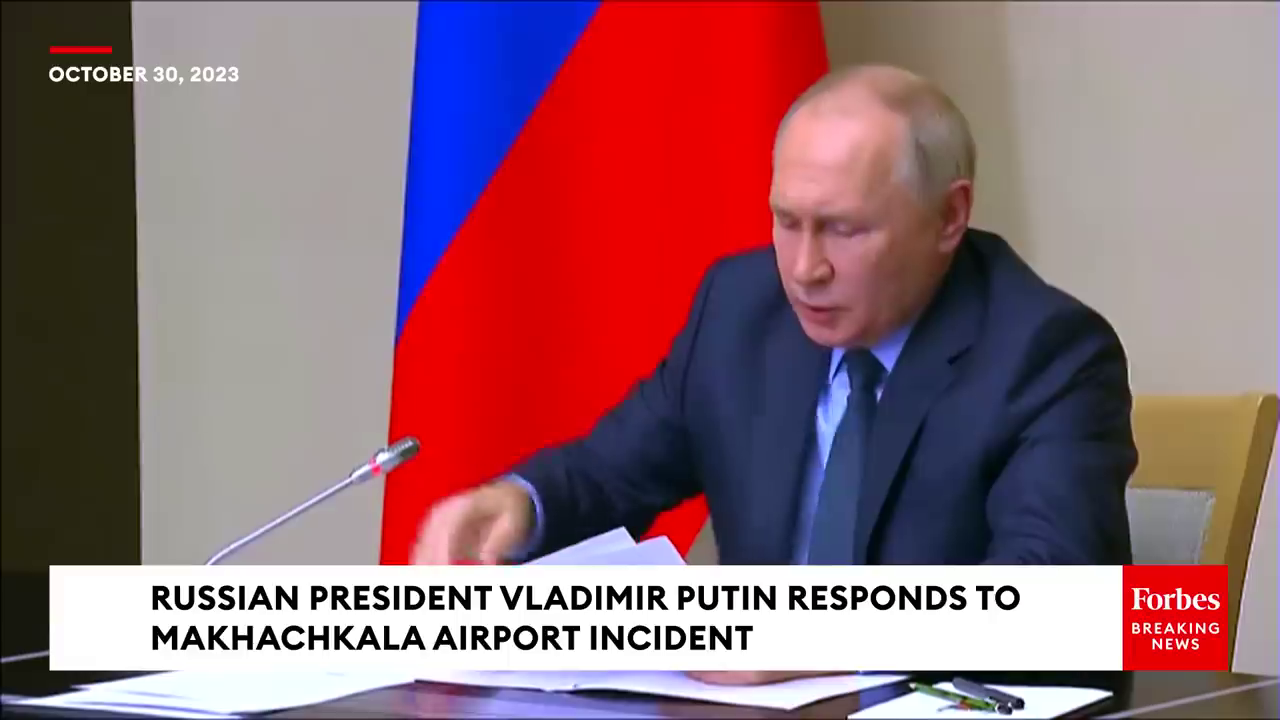 OCTOBER 30, 2023
RUSSIAN PRESIDENT VLADIMIR PUTIN RESPONDS TO
MAKHACHKALA AIRPORT INCIDENT
Forbes
BREAKING
NEWS